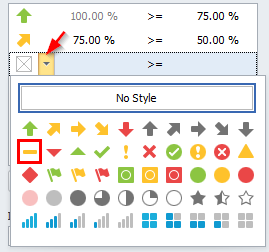 100.00 % >= 75.00 %
75.00 % >= 50.00 %
>=
No Style